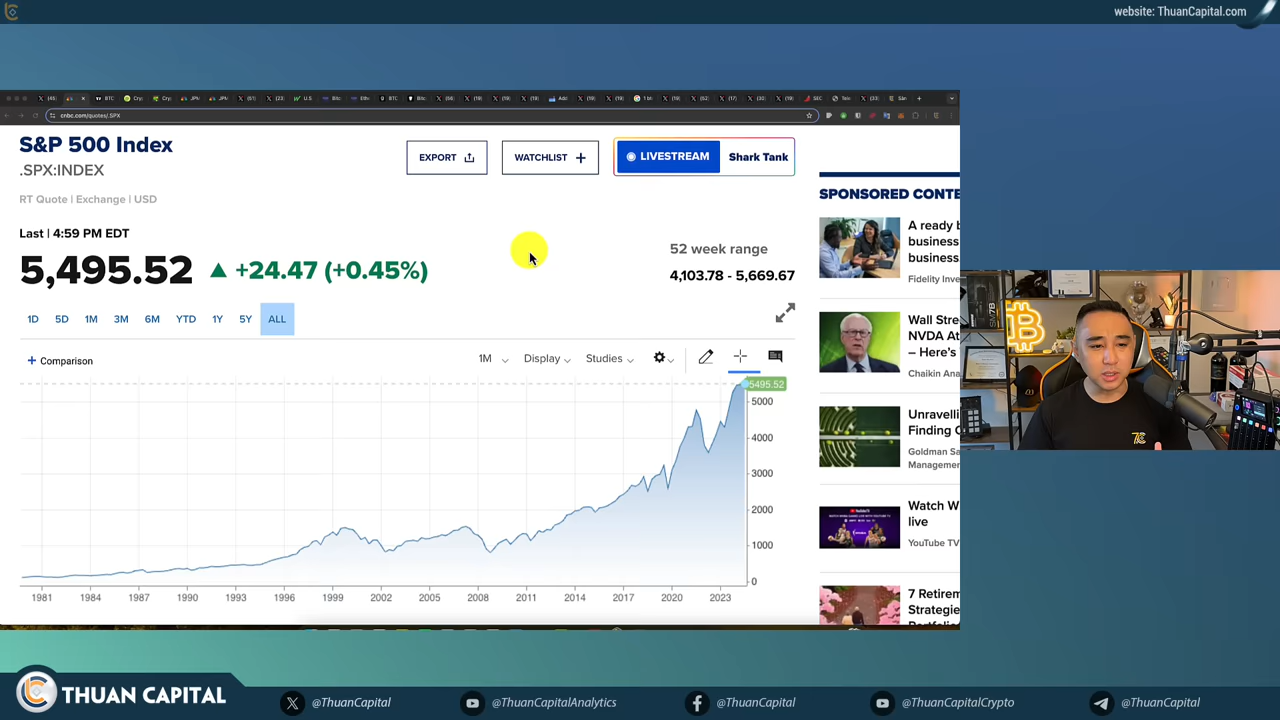 website: ThuanCapital.com
cnbc.com/quotes/.SPX
S&P 500 Index
.SPX:INDEX
EXPORT
WATCHLIST +
LIVESTREAM
Shark Tank
RT Quote | Exchange | USD
Last | 4:59 PM EDT
5,495.52 ▲ +24.47 (+0.45%)
52 week range
4,103.78 - 5,669.67
1D 5D 1M 3M 6M YTD 1Y 5Y ALL
+ Comparison
1M Display Studies
5495.52
5000
4000
3000
2000
1000
0
1981 1984 1987 1990 1993 1996 1999 2002 2005 2008 2011 2014 2017 2020 2023
SPONSORED CONTE
A ready b
business
business.
Fidelity Inve
Wall Stre
NVDA At
– Here's
Chaikin Ana
Unravelli
Finding C
Goldman Sa
Managemen
Watch W
live
YouTube TV
7 Retirem
Strategie
THUAN CAPITAL
@ThuanCapital
@ThuanCapitalAnalytics
@ThuanCapital
@ThuanCapitalCrypto
@ThuanCapital